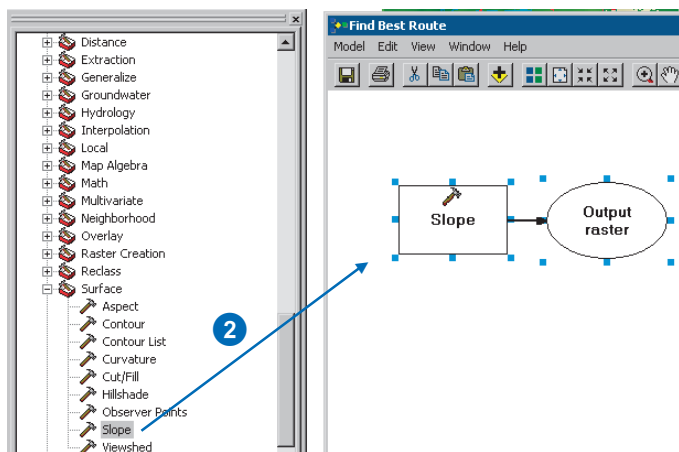 Distance
Extraction
Generalize
Groundwater
Hydrology
Interpolation
Local
Map Algebra
Math
Multivariate
Neighborhood
Overlay
Raster Creation
Reclass
Surface
Aspect
Contour
Contour List
Curvature
Cut/Fill
Hillshade
Observer Points
Slope
Viewshed
2
Find Best Route
Model Edit View Window Help
Slope
Output
raster